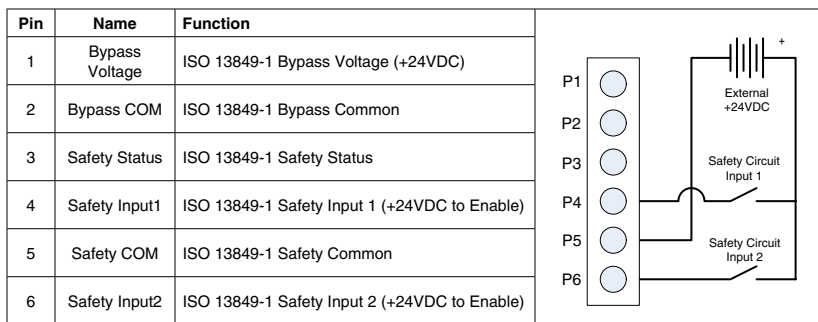 Pin Name Function
1 Bypass Voltage ISO 13849-1 Bypass Voltage (+24VDC)
2 Bypass COM ISO 13849-1 Bypass Common
3 Safety Status ISO 13849-1 Safety Status
4 Safety Input1 ISO 13849-1 Safety Input 1 (+24VDC to Enable)
5 Safety COM ISO 13849-1 Safety Common
6 Safety Input2 ISO 13849-1 Safety Input 2 (+24VDC to Enable)
+
External
+24VDC
P1
P2
P3
Safety Circuit
Input 1
P4
P5
Safety Circuit
Input 2
P6